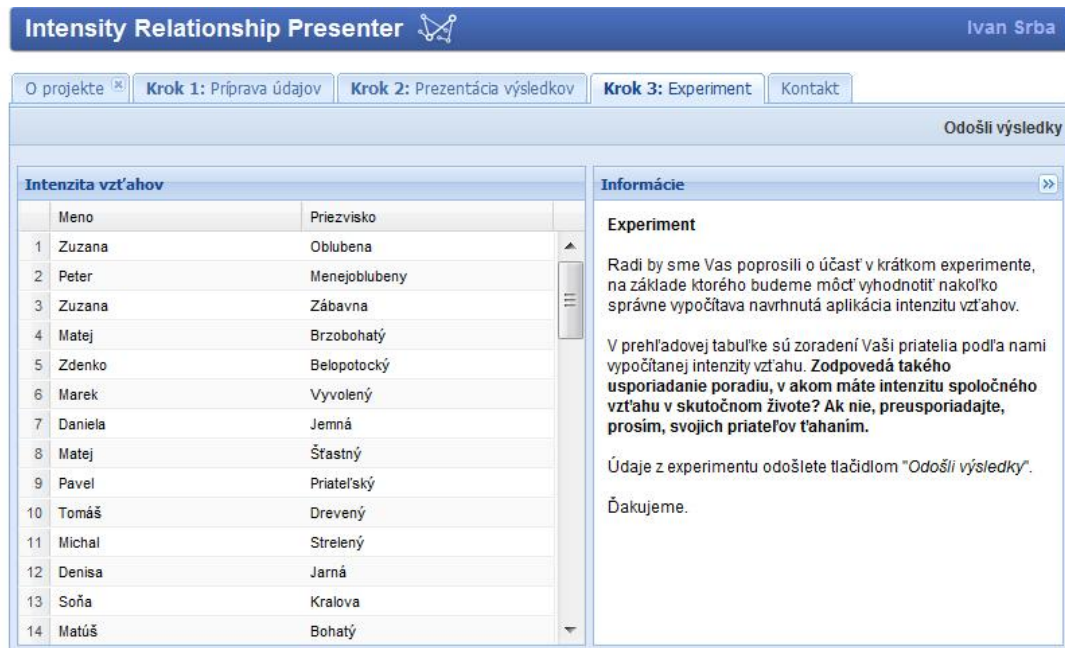 Intensity Relationship Presenter
Ivan Srba
O projekte
Krok 1: Príprava údajov
Krok 2: Prezentácia výsledkov
Krok 3: Experiment
Kontakt
Odošli výsledky
Intenzita vzťahov
Meno Priezvisko
1 Zuzana Oblubena
2 Peter Menejoblubeny
3 Zuzana Zábavna
4 Matej Brzobohatý
5 Zdenko Belopotocký
6 Marek Vyvolený
7 Daniela Jemná
8 Matej Šťastný
9 Pavel Priateľský
10 Tomáš Drevený
11 Michal Strelený
12 Denisa Jarná
13 Soňa Kralova
14 Matúš Bohatý
Informácie
Experiment
Radi by sme Vas poprosili o účasť v krátkom experimente,
na základe ktorého budeme môcť vyhodnotiť nakoľko
správne vypočítava navrhnutá aplikácia intenzitu vzťahov.
V prehľadovej tabuľke sú zoradení Vaši priatelia podľa nami
vypočítanej intenzity vzťahu. Zodpovedá takého
usporiadanie poradiu, v akom máte intenzitu spoločného
vzťahu v skutočnom živote? Ak nie, preusporiadajte,
prosím, svojich priateľov ťahaním.
Údaje z experimentu odošlete tlačidlom "Odošli výsledky".
Ďakujeme.